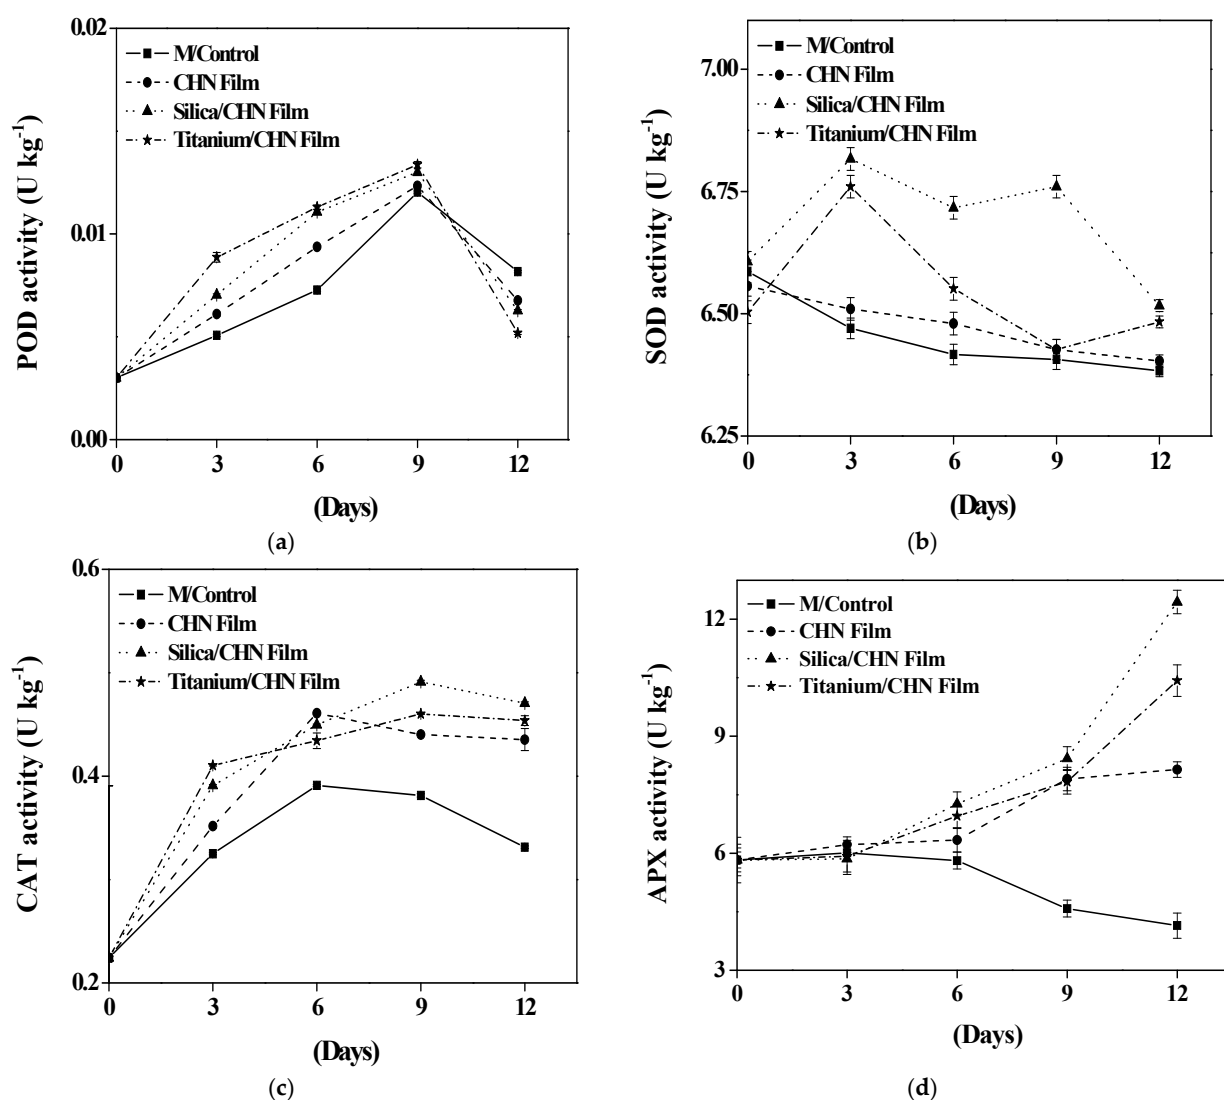 0.02
M/Control
CHN Film
Silica/CHN Film
Titanium/CHN Film
0.01
0.00
POD activity (U kg-1)
0 3 6 9 12
(Days)
(a)
7.00
M/Control
CHN Film
Silica/CHN Film
Titanium/CHN Film
6.75
6.50
6.25
SOD activity (U kg-1)
0 3 6 9 12
(Days)
(b)
0.6
M/Control
CHN Film
Silica/CHN Film
Titanium/CHN Film
0.4
0.2
CAT activity (U kg-1)
0 3 6 9 12
(Days)
(c)
12
M/Control
CHN Film
Silica/CHN Film
Titanium/CHN Film
9
6
3
APX activity (U kg-1)
0 3 6 9 12
(Days)
(d)